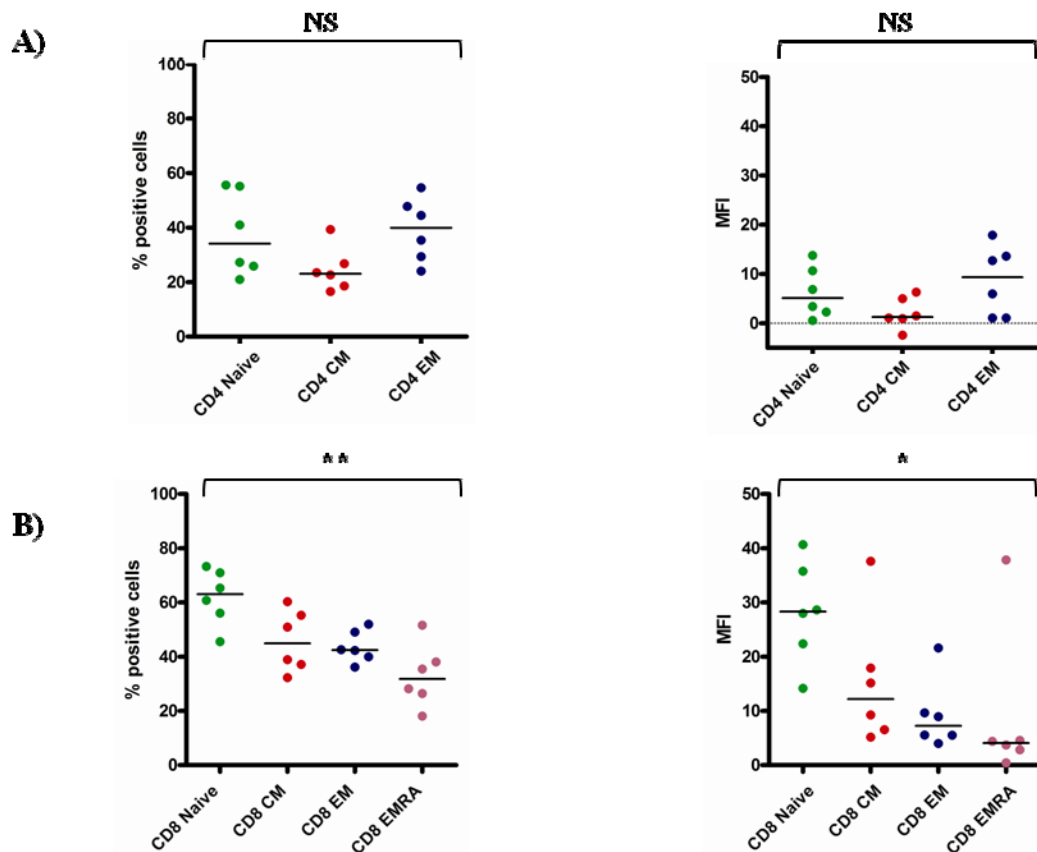 A)
NS
NS
% positive cells
100
80
60
40
20
0
CD4 Naive
CD4 CM
CD4 EM
MFI
50
40
30
20
10
0
CD4 Naive
CD4 CM
CD4 EM
B)
**
*
% positive cells
100
80
60
40
20
0
CD8 Naive
CD8 CM
CD8 EM
CD8 EMRA
MFI
50
40
30
20
10
0
CD8 Naive
CD8 CM
CD8 EM
CD8 EMRA